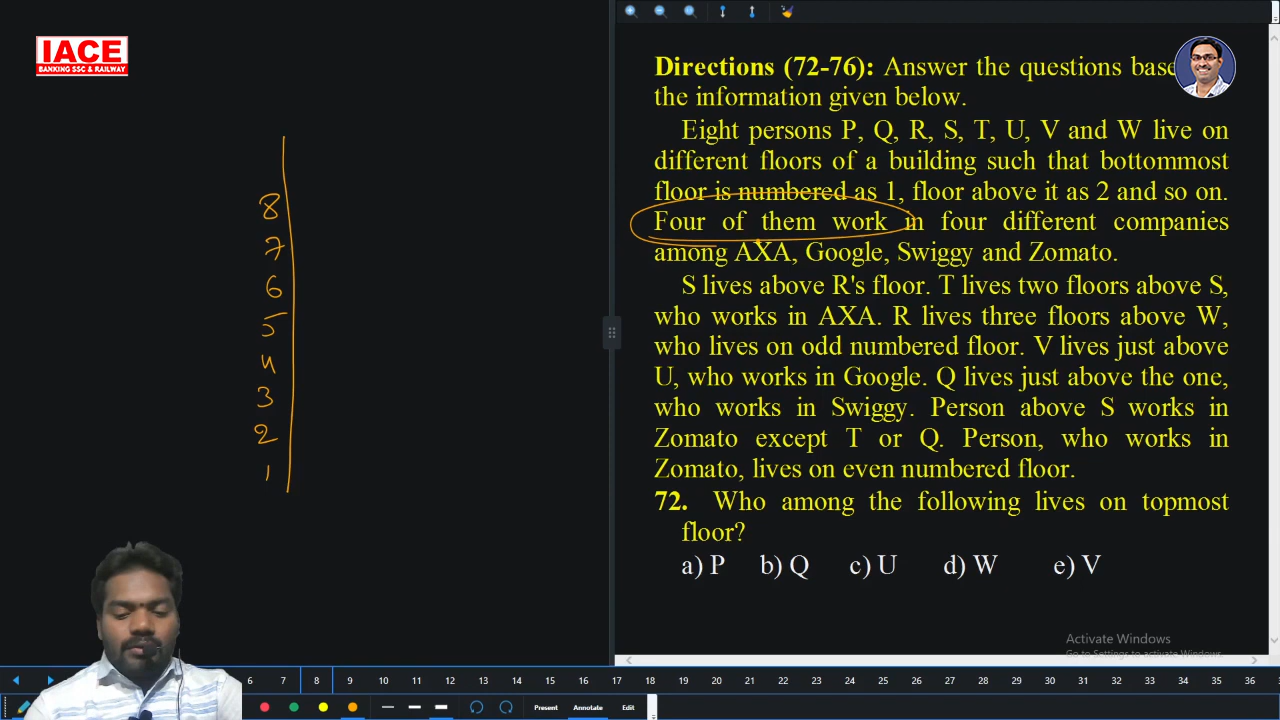 IACE
BANKING SSC & RAILWAY
8
7
6
5
4
3
2
1
Directions (72-76): Answer the questions base
the information given below.
Eight persons P, Q, R, S, T, U, V and W live on
different floors of a building such that bottommost
floor is numbered as 1, floor above it as 2 and so on.
Four of them work in four different companies
among AXA, Google, Swiggy and Zomato.
S lives above R's floor. T lives two floors above S,
who works in AXA. R lives three floors above W,
who lives on odd numbered floor. V lives just above
U, who works in Google. Q lives just above the one,
who works in Swiggy. Person above S works in
Zomato except T or Q. Person, who works in
Zomato, lives on even numbered floor.
72. Who among the following lives on topmost
floor?
a) P b) Q c) U d) W e) V
Activate Windows
Go to Settings to activate Windows.
6 7 8 9 10 11 12 13 14 15 16 17 18 19 20 21 22 23 24 25 26 27 28 29 30 31 32 33 34 35 36
Present Annotate Edit